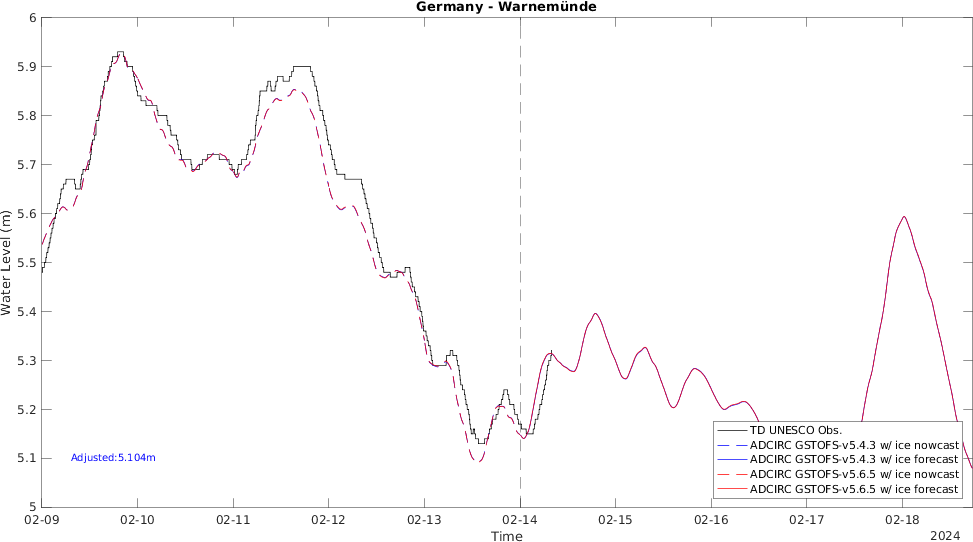 Germany - Warnemünde
6
5.9
5.8
5.7
5.6
5.5
5.4
5.3
5.2
5.1
5
Water Level (m)
Adjusted:5.104m
TD UNESCO Obs.
ADCIRC GSTOFS-v5.4.3 w/ ice nowcast
ADCIRC GSTOFS-v5.4.3 w/ ice forecast
ADCIRC GSTOFS-v5.6.5 w/ ice nowcast
ADCIRC GSTOFS-v5.6.5 w/ ice forecast
02-09 02-10 02-11 02-12 02-13 02-14 02-15 02-16 02-17 02-18
Time
2024